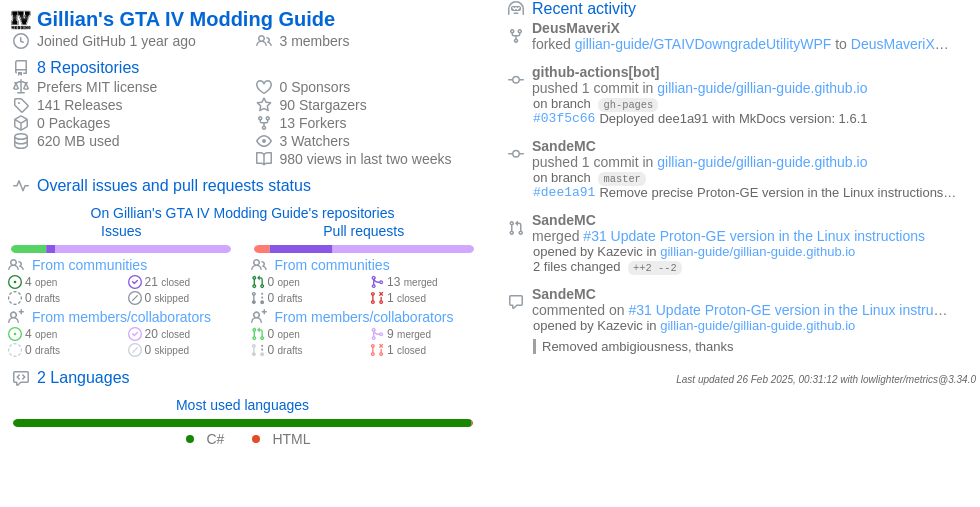 Gillian's GTA IV Modding Guide
Joined GitHub 1 year ago
3 members
8 Repositories
Prefers MIT license
141 Releases
0 Packages
620 MB used
0 Sponsors
90 Stargazers
13 Forkers
3 Watchers
980 views in last two weeks
Overall issues and pull requests status
On Gillian's GTA IV Modding Guide's repositories
Issues
From communities
4 open
21 closed
0 drafts
0 skipped
From members/collaborators
4 open
20 closed
0 drafts
0 skipped
Pull requests
From communities
0 open
13 merged
0 drafts
1 closed
From members/collaborators
0 open
9 merged
0 drafts
1 closed
2 Languages
Most used languages
C#
HTML
Recent activity
DeusMaveriX
forked gillian-guide/GTAIVDowngradeUtilityWPF to DeusMaveriX…
github-actions[bot]
pushed 1 commit in gillian-guide/gillian-guide.github.io
on branch gh-pages
#03f5c66 Deployed dee1a91 with MkDocs version: 1.6.1
SandeMC
pushed 1 commit in gillian-guide/gillian-guide.github.io
on branch master
#dee1a91 Remove precise Proton-GE version in the Linux instructions…
SandeMC
merged #31 Update Proton-GE version in the Linux instructions
opened by Kazevic in gillian-guide/gillian-guide.github.io
2 files changed ++2 --2
SandeMC
commented on #31 Update Proton-GE version in the Linux instru…
opened by Kazevic in gillian-guide/gillian-guide.github.io
Removed ambigiousness, thanks
Last updated 26 Feb 2025, 00:31:12 with lowlighter/metrics@3.34.0